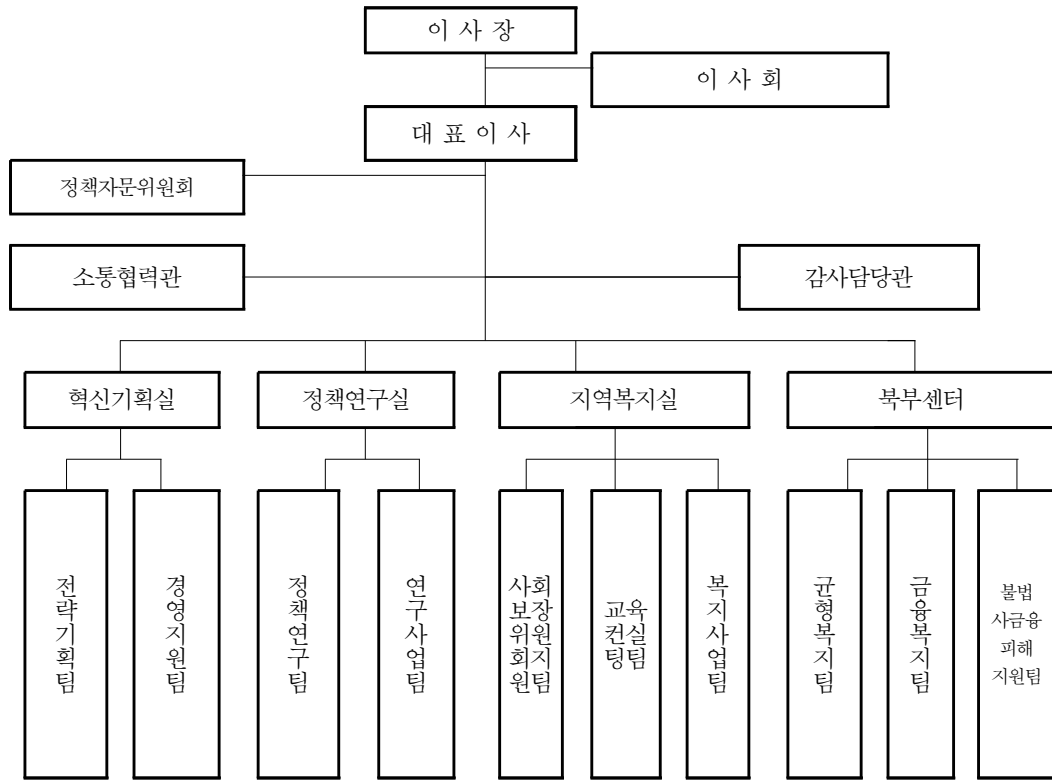 이 사 장
이 사 회
대 표 이 사
정책자문위원회
소통협력관
감사담당관
혁신기획실
정책연구실
지역복지실
북부센터
전략기획팀
경영지원팀
정책연구팀
연구사업팀
사회
보장
위원
회지
원팀
교육
컨실
팅팀
복지사업팀
균형복지팀
금융복지팀
불법
사금융
피해
지원팀